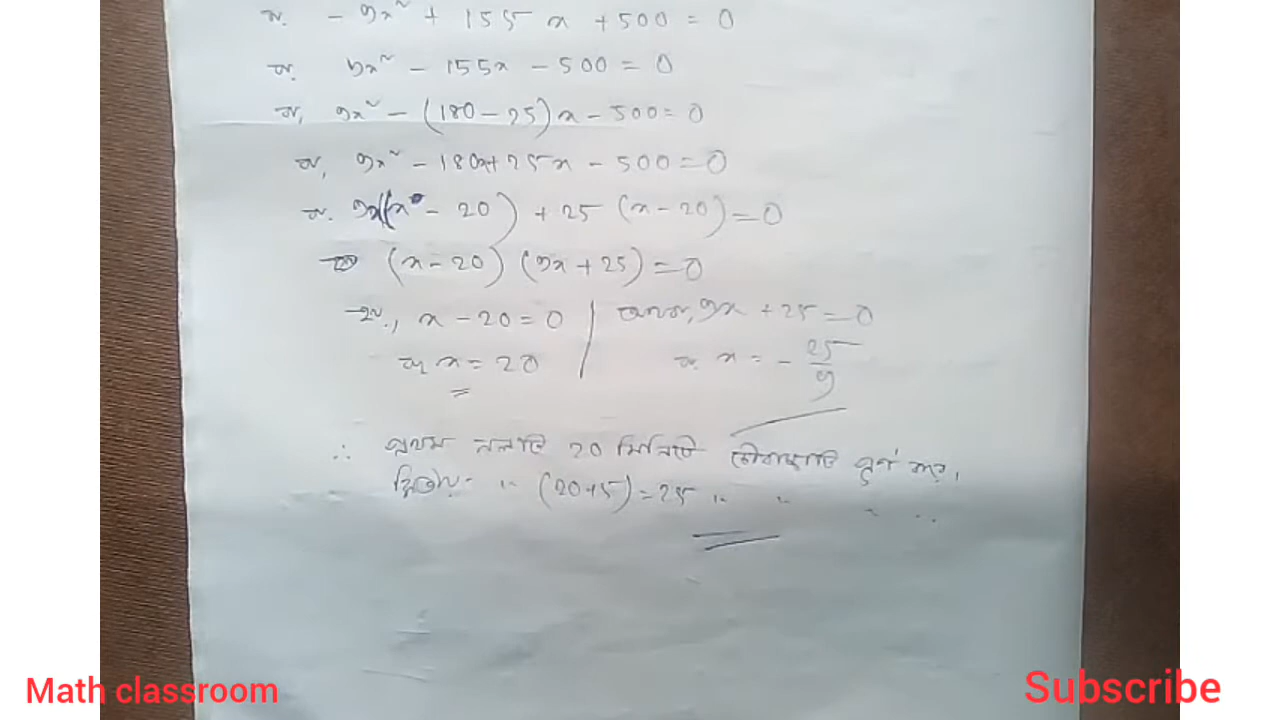 বা. - 9x² + 155x + 500 = 0
বা. 9x² - 155x - 500 = 0
বা, 9x² - (180-25)x - 500 = 0
বা, 9x² - 180x + 25x - 500 = 0
বা. 9x(x - 20) + 25(x-20) = 0
(x-20) (9x+25) = 0
হয়, x - 20 = 0 | অথবা, 9x + 25 = 0
বা x = 20 বা. x = - 25/9
∴ প্রথম নলটি 20 মিনিটে চৌবাচ্চাটি পূর্ণ করে।
দ্বিতীয় " (20+5) = 25 " " " "
Math classroom
Subscribe